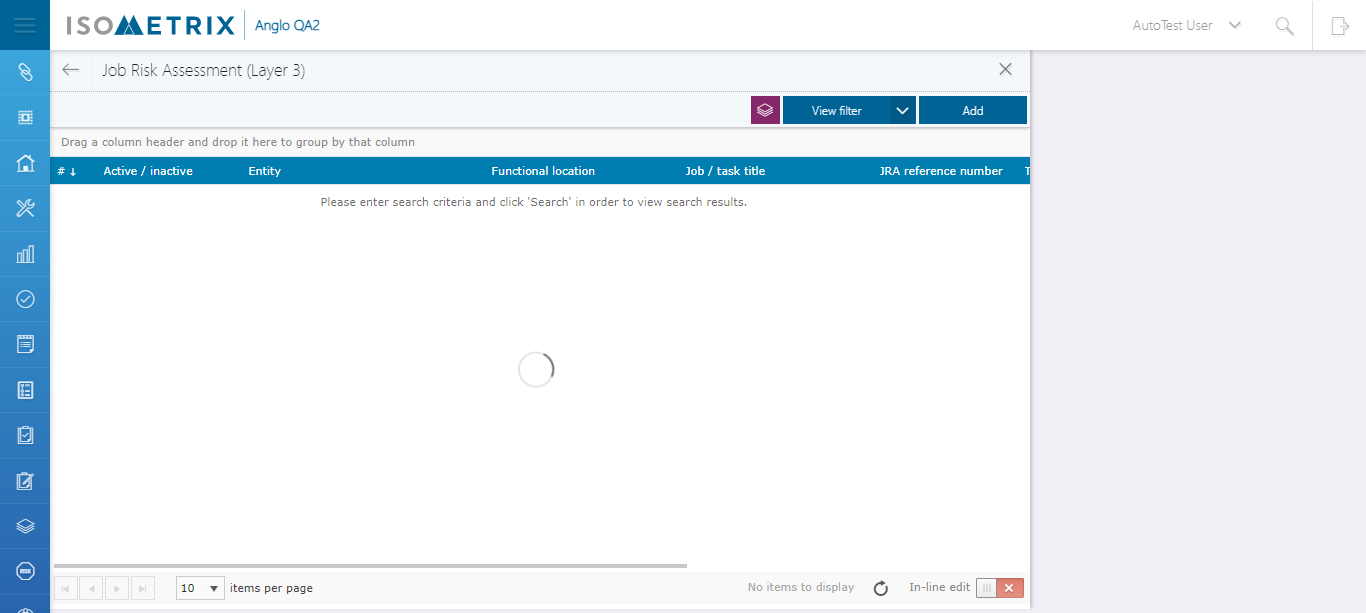 ISOMETRIX Anglo QA2 AutoTest User
Job Risk Assessment (Layer 3)
View filter Add
Drag a column header and drop it here to group by that column
# ↓ Active / inactive Entity Functional location Job / task title JRA reference number T
Please enter search criteria and click 'Search' in order to view search results.
RISK
10 items per page No items to display In-line edit